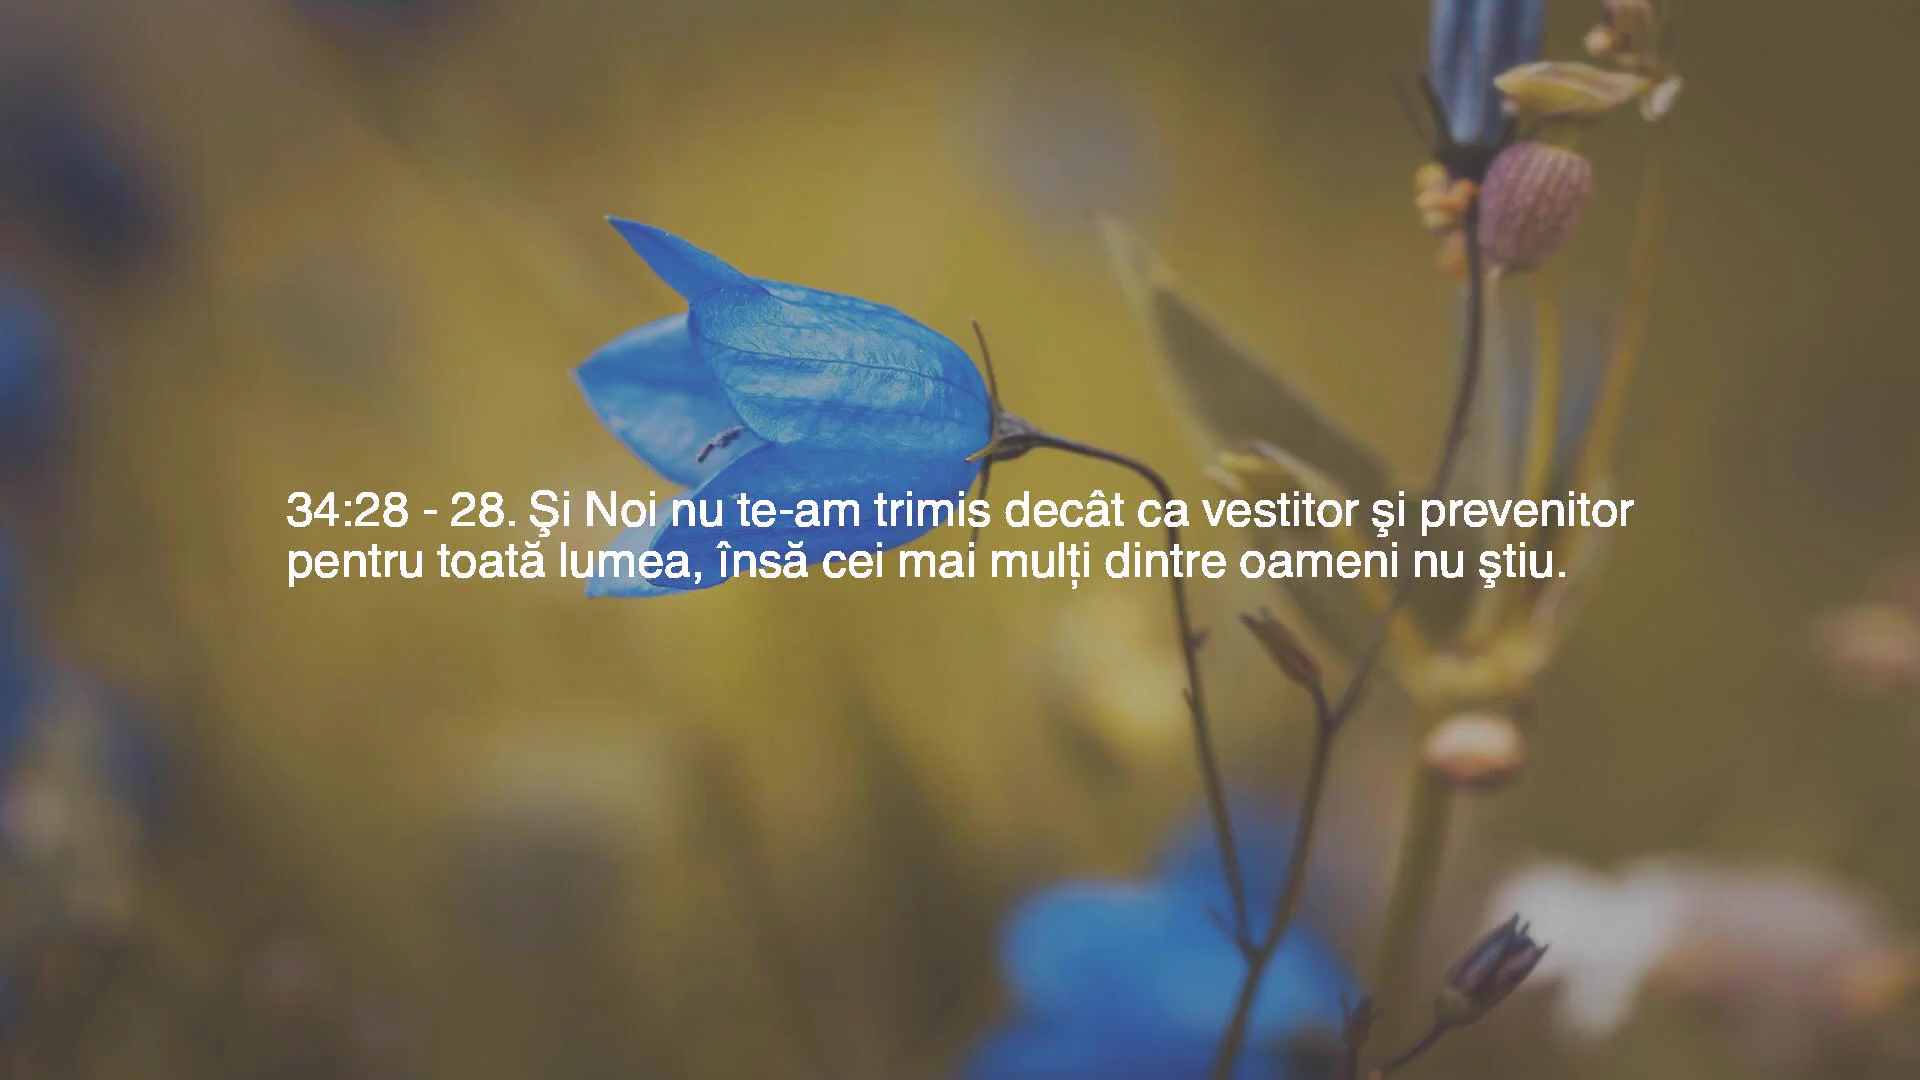 34:28 - 28. Şi Noi nu te-am trimis decât ca vestitor şi prevenitor
pentru toată lumea, însă cei mai mulți dintre oameni nu ştiu.